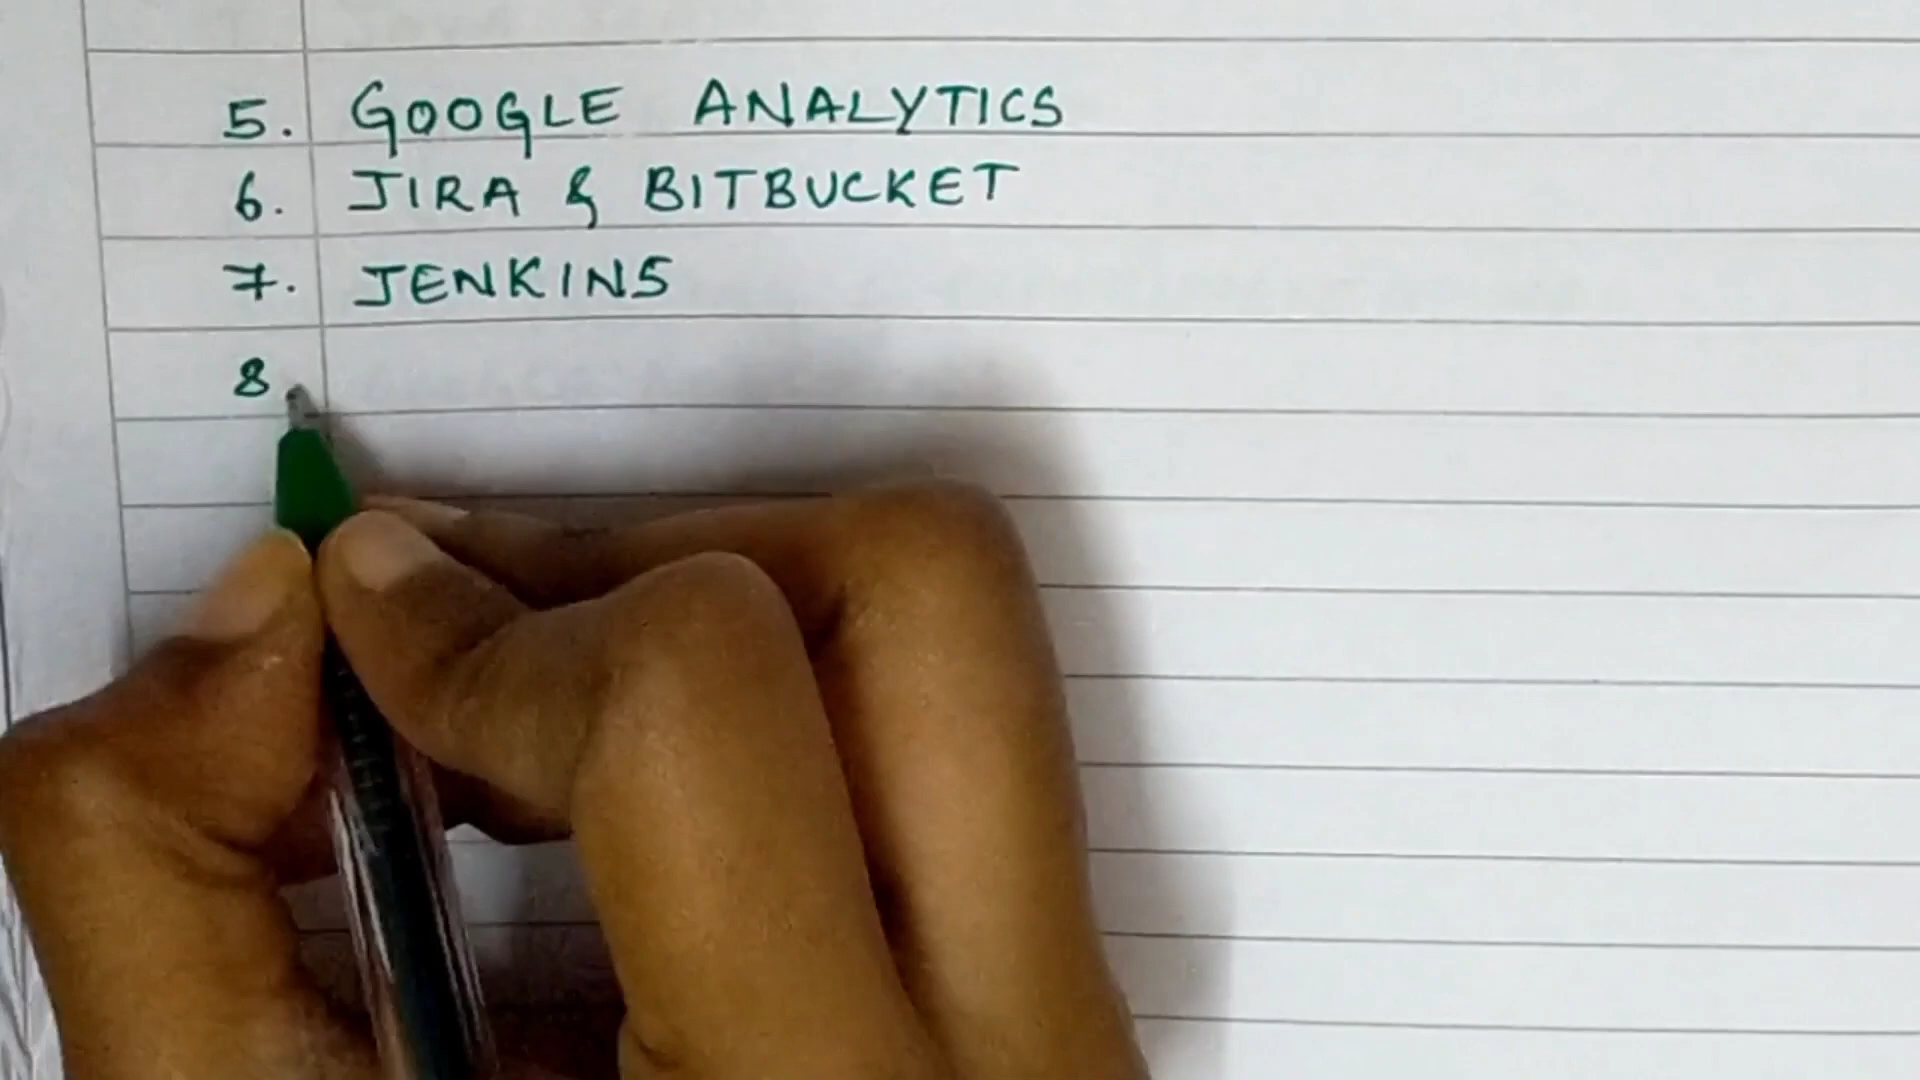 5. GOOGLE ANALYTICS
6. JIRA & BITBUCKET
7. JENKINS
8